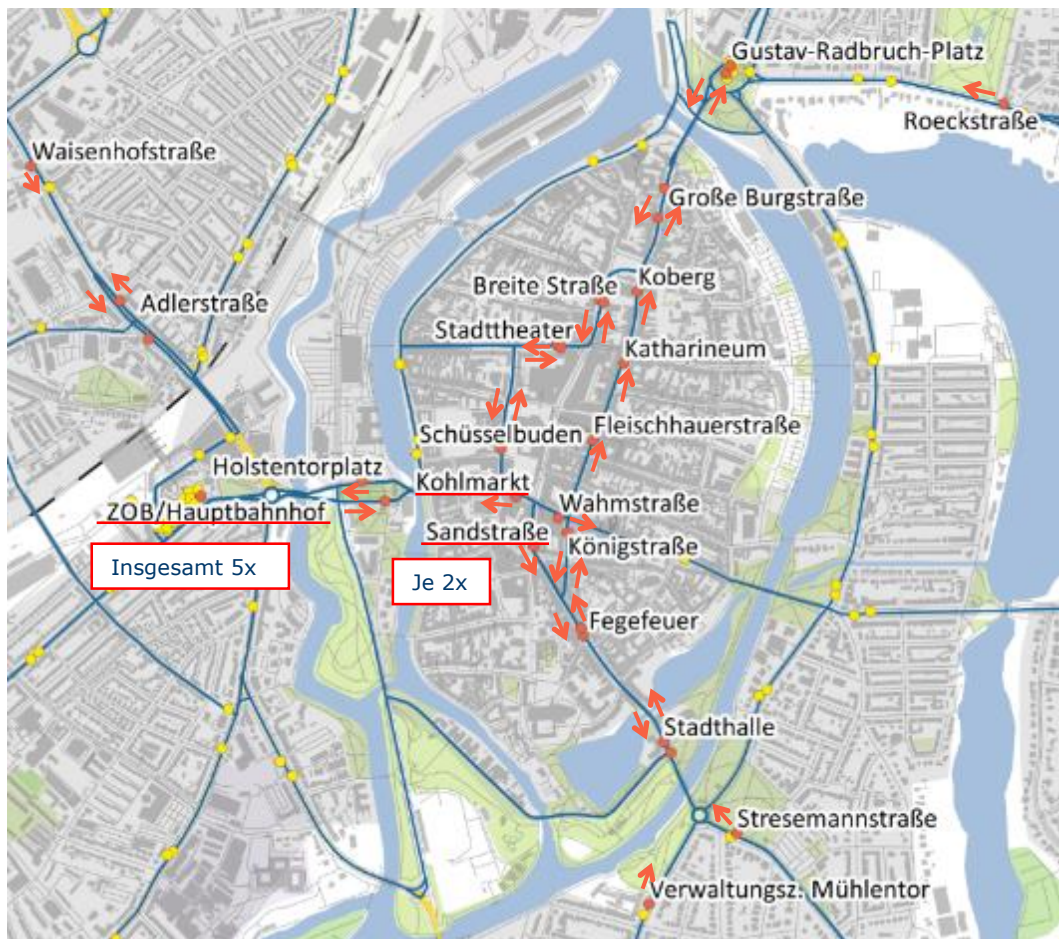 Gustav-Radbruch-Platz
Roeckstraße
Waisenhofstraße
Große Burgstraße
Koberg
Breite Straße
Adlerstraße
Stadttheater
Katharineum
Schüsselbuden
Fleischhauerstraße
Holstentorplatz
Kohlmarkt
ZOB/Hauptbahnhof
Wahmstraße
Sandstraße
Königstraße
Insgesamt 5x
Je 2x
Fegefeuer
Stadthalle
Stresemannstraße
Verwaltungsz. Mühlentor